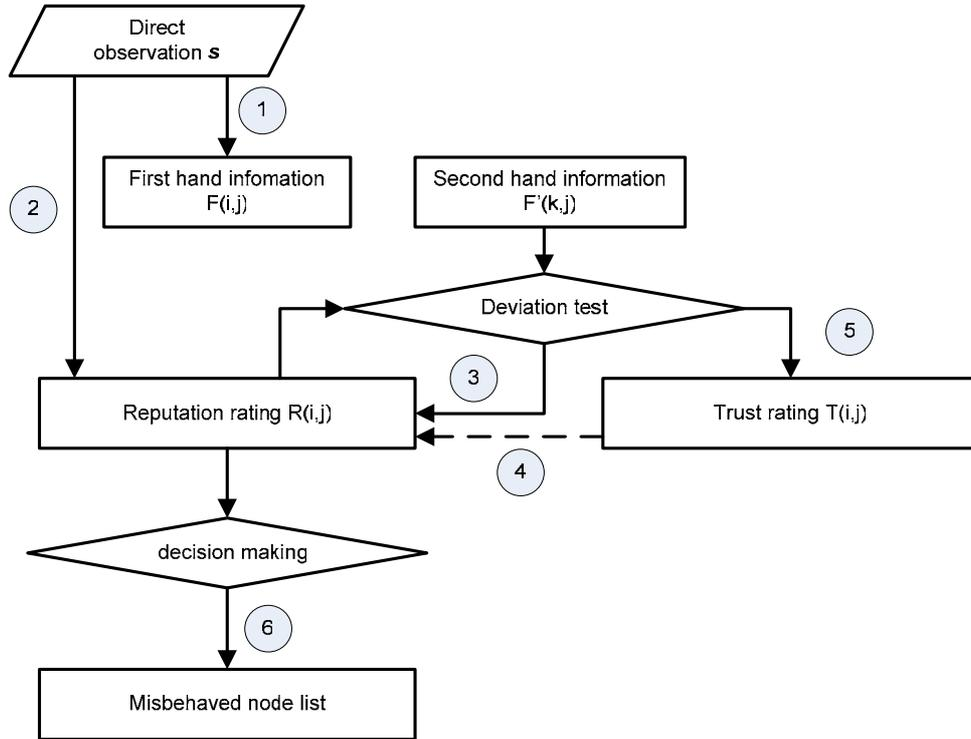 Direct
observation s
1
First hand infomation
F(i,j)
Second hand information
F'(k,j)
2
Deviation test
5
3
Reputation rating R(i,j)
Trust rating T(i,j)
4
decision making
6
Misbehaved node list